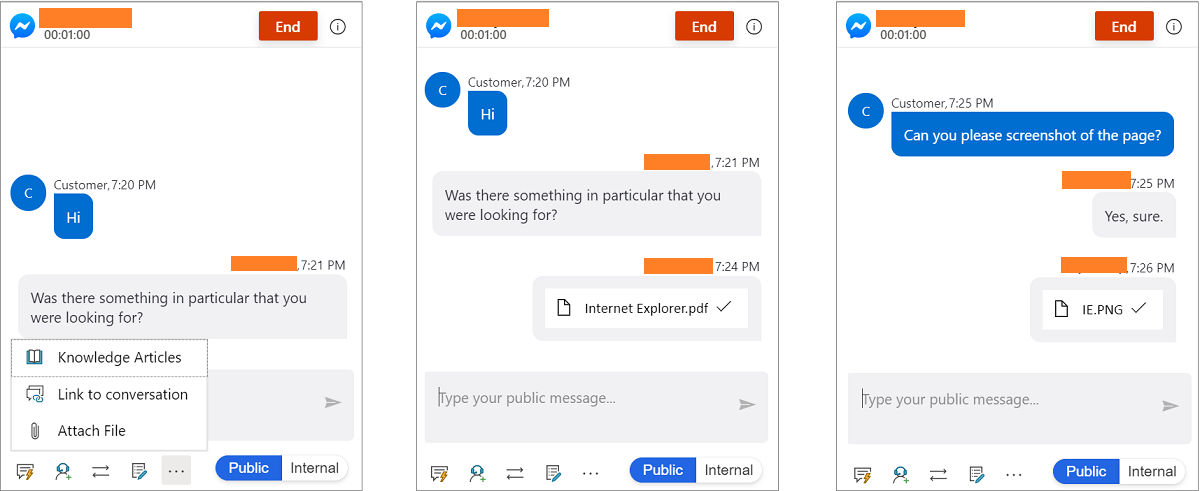 00:01:00
End
Customer, 7:20 PM
C
Hi
, 7:21 PM
Was there something in particular that you
were looking for?
Knowledge Articles
Link to conversation
Attach File
Public
Internal
00:01:00
End
Customer, 7:20 PM
C
Hi
, 7:21 PM
Was there something in particular that you
were looking for?
7:24 PM
Internet Explorer.pdf
Type your public message...
Public
Internal
00:01:00
End
Customer, 7:25 PM
C
Can you please screenshot of the page?
7:25 PM
Yes, sure.
, 7:26 PM
IE.PNG
Type your public message...
Public
Internal